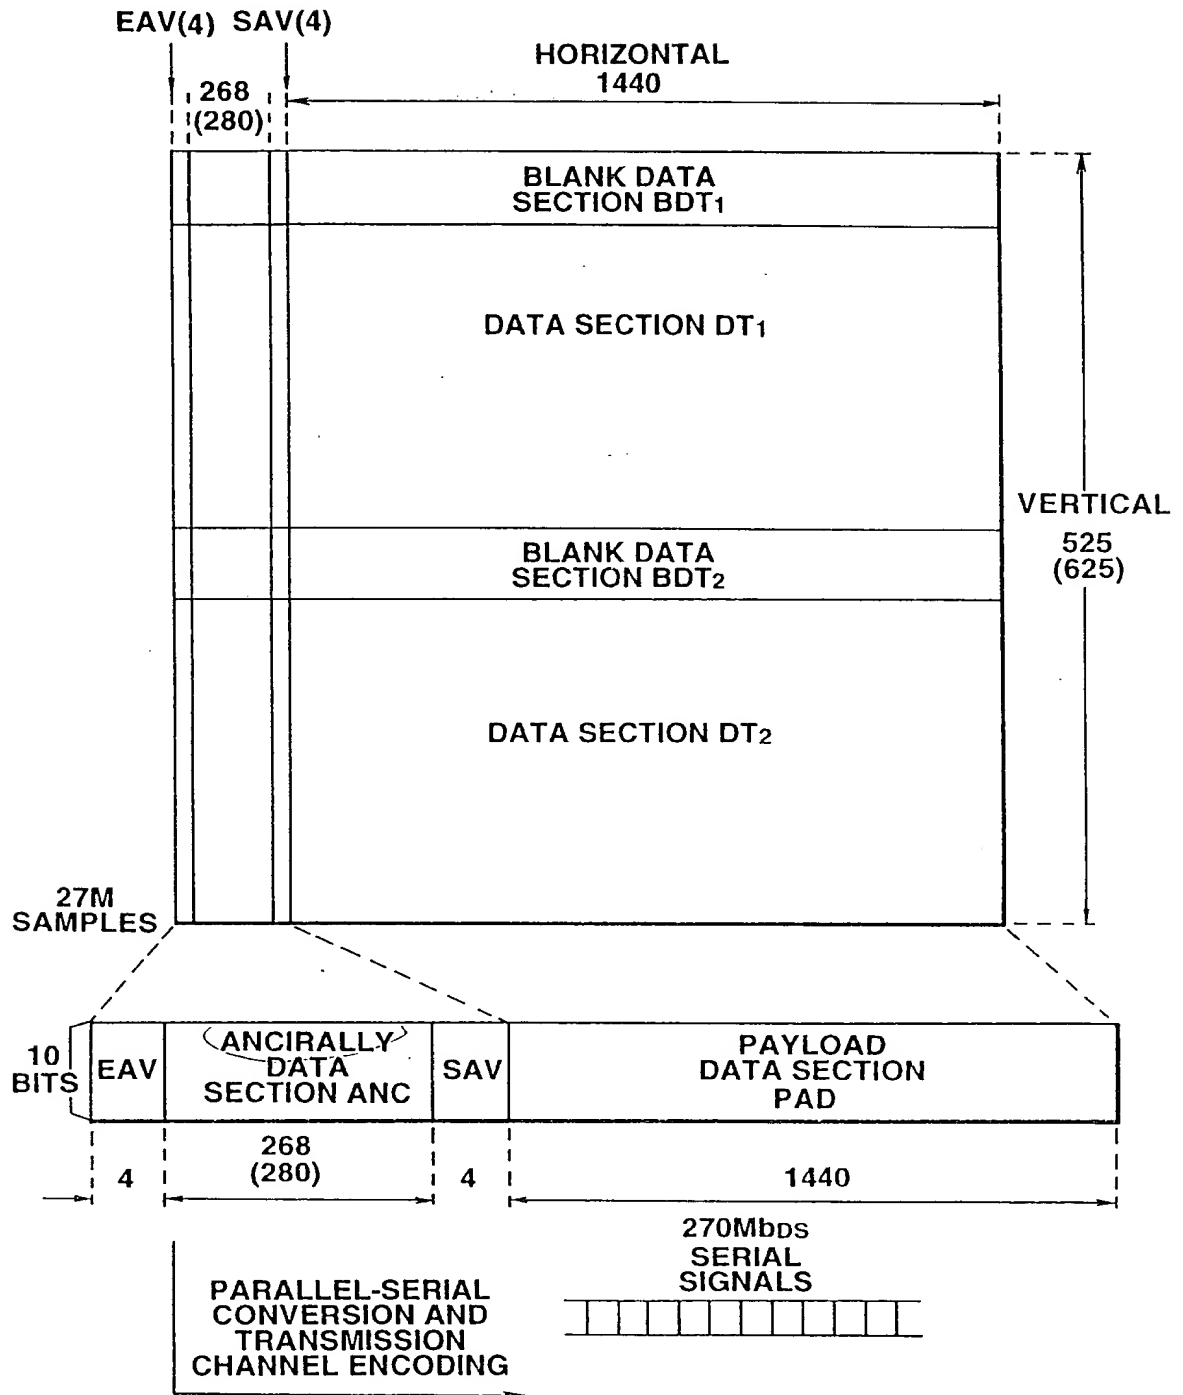 EAV(4) SAV(4)
HORIZONTAL
1440
268
(280)
BLANK DATA
SECTION BDT1
DATA SECTION DT1
VERTICAL
525
(625)
BLANK DATA
SECTION BDT2
DATA SECTION DT2
27M
SAMPLES
10
BITS
EAV
ANCIRALLY
DATA
SECTION ANC
SAV
PAYLOAD
DATA SECTION
PAD
4
268
(280)
4
1440
270MbDS
SERIAL
SIGNALS
PARALLEL-SERIAL
CONVERSION AND
TRANSMISSION
CHANNEL ENCODING